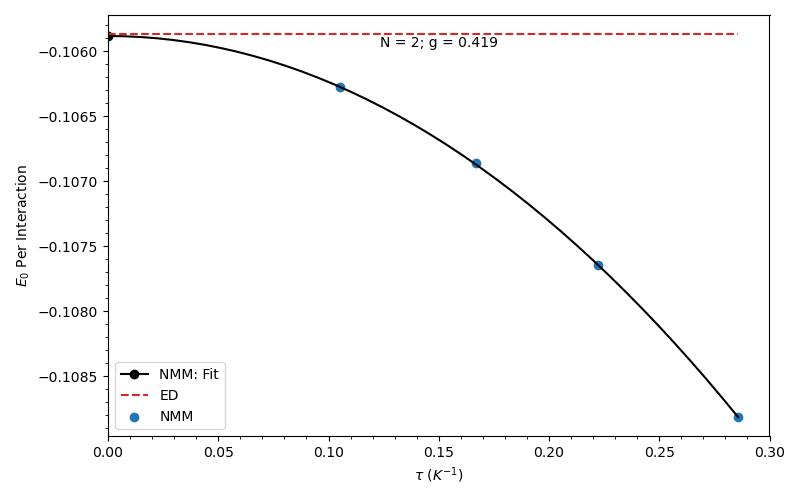 −0.1060
−0.1065
−0.1070
−0.1075
−0.1080
−0.1085
E₀ Per Interaction
N = 2; g = 0.419
NMM: Fit
ED
NMM
0.00 0.05 0.10 0.15 0.20 0.25 0.30
τ (K⁻¹)